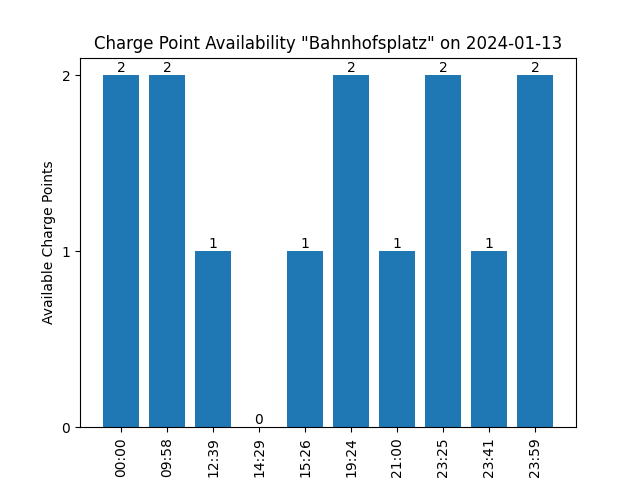 Charge Point Availability "Bahnhofsplatz" on 2024-01-13
2 2 1 0 1 2 1 2 1 2
Available Charge Points
2
1
0
00:00 09:58 12:39 14:29 15:26 19:24 21:00 23:25 23:41 23:59